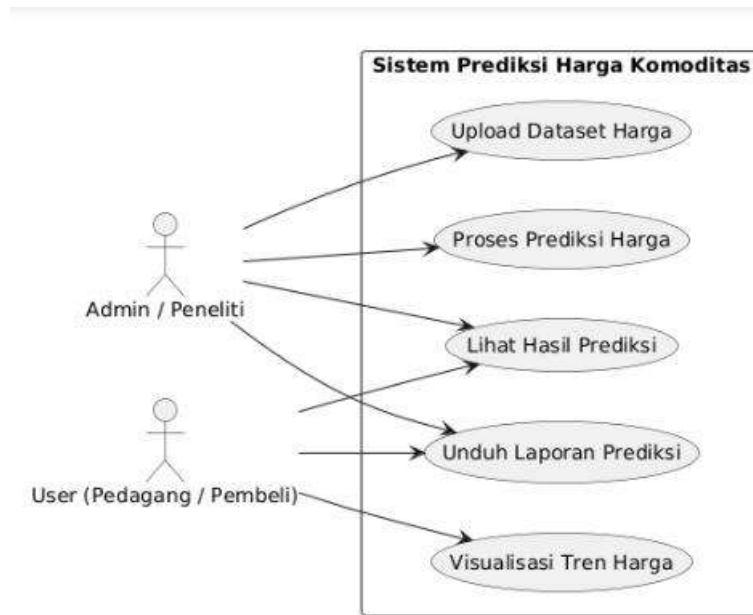 Sistem Prediksi Harga Komoditas
Upload Dataset Harga
Proses Prediksi Harga
Admin / Peneliti
Lihat Hasil Prediksi
Unduh Laporan Prediksi
User (Pedagang / Pembeli)
Visualisasi Tren Harga